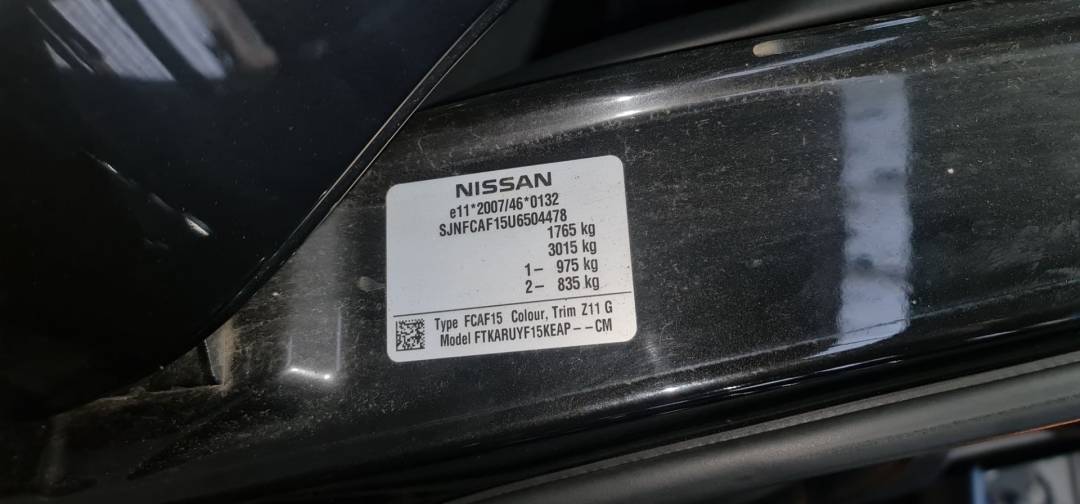 NISSAN
e11*2007/46*0132
SJNFCAF15U6504478
1765 kg
3015 kg
1- 975 kg
2- 835 kg
Type FCAF15 Colour, Trim Z11 G
Model FTKARUYF15KEAP--CM